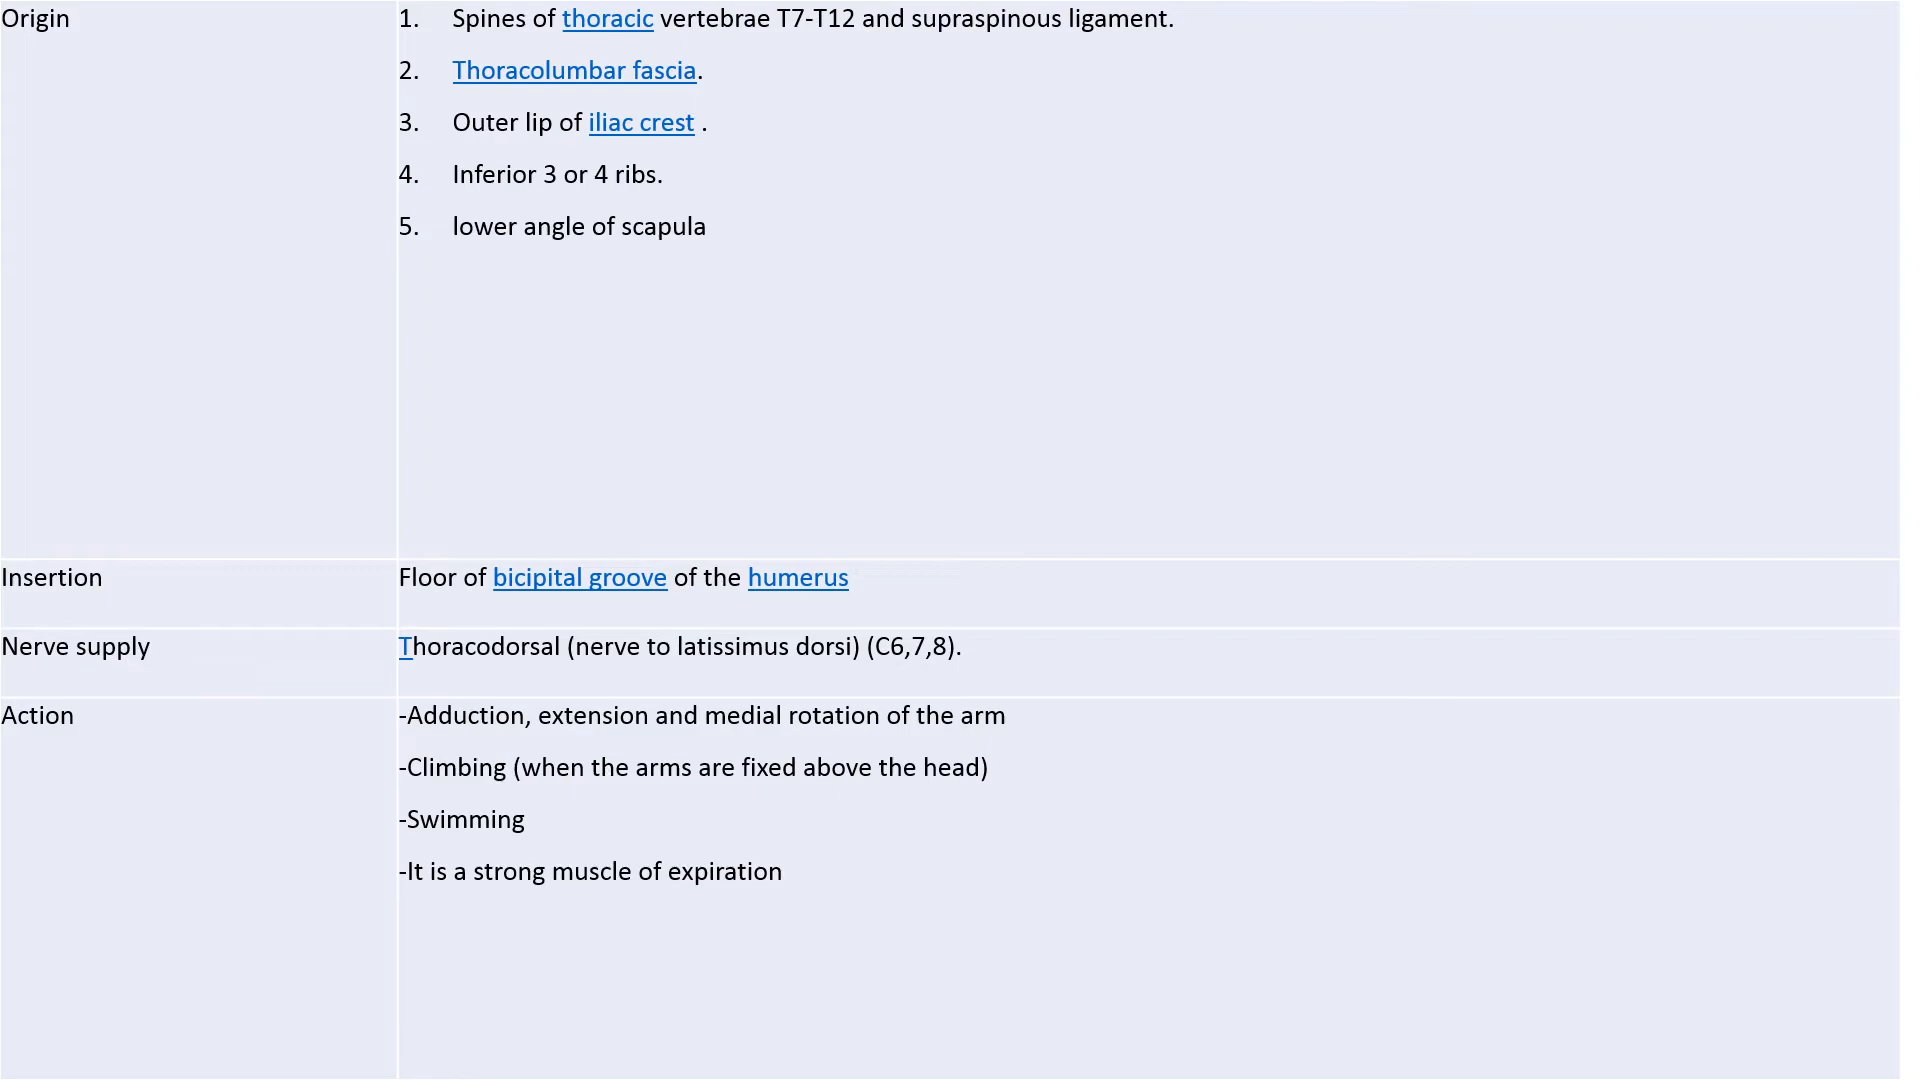 Origin
1. Spines of thoracic vertebrae T7-T12 and supraspinous ligament.
2. Thoracolumbar fascia.
3. Outer lip of iliac crest .
4. Inferior 3 or 4 ribs.
5. lower angle of scapula
Insertion
Floor of bicipital groove of the humerus
Nerve supply
Thoracodorsal (nerve to latissimus dorsi) (C6,7,8).
Action
-Adduction, extension and medial rotation of the arm
-Climbing (when the arms are fixed above the head)
-Swimming
-It is a strong muscle of expiration